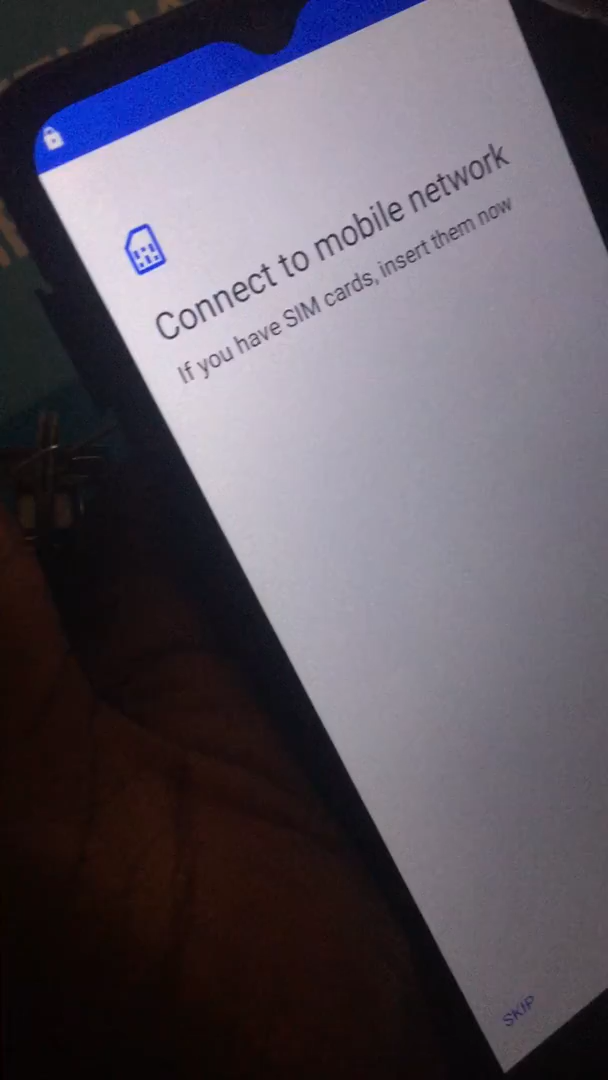 Connect to mobile network
If you have SIM cards, insert them now
SKIP